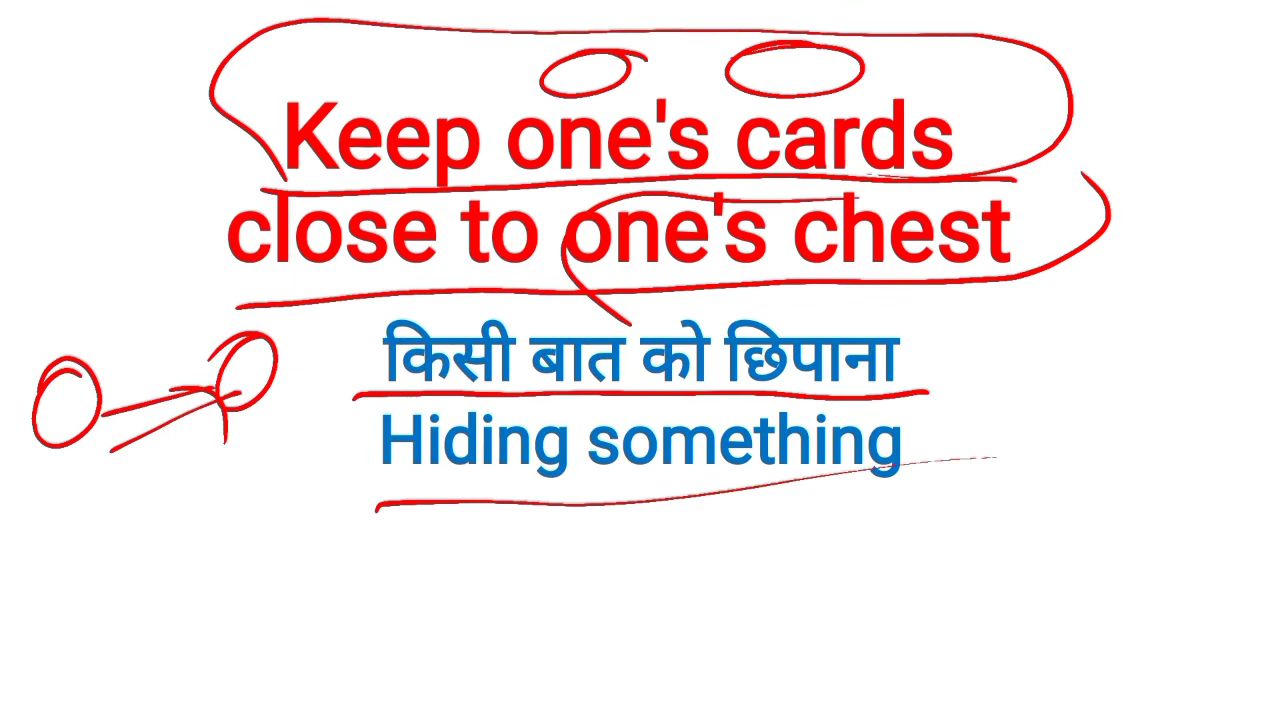 Keep one's cards
close to one's chest
किसी बात को छिपाना
Hiding something